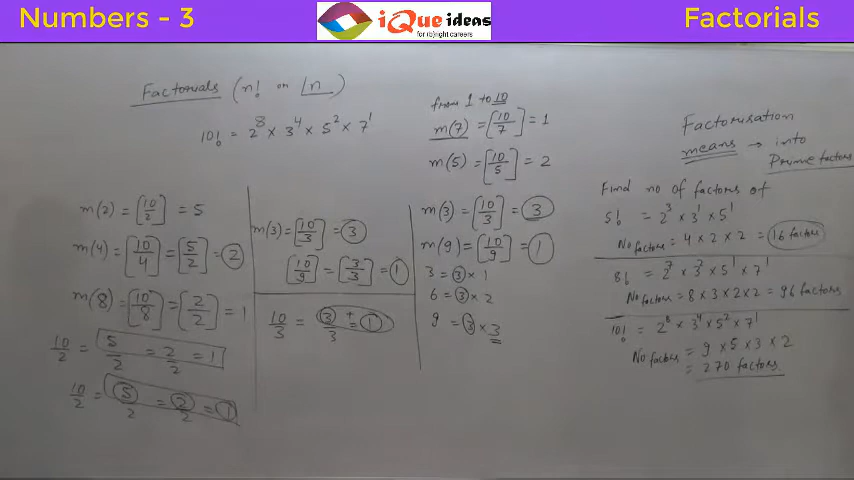 Numbers - 3
iQue ideas
for (b)right careers
Factorials
Factorials (n! or ⌊n )
10! = 2^8 × 3^4 × 5^2 × 7^1
m(2) = [10/2] = 5
m(4) = [10/4] = [5/2] = 2
m(8) = [10/8] = [2/2] = 1
10/2 = 5/2 = 2/2 = 1
10/2 = 5/2 = 2/2 = 1
m(3) = [10/3] = 3
[10/9] = [3/3] = 1
10/3 = 3/3 + = 1
from 1 to 10
m(7) = [10/7] = 1
m(5) = [10/5] = 2
m(3) = [10/3] = 3
m(9) = [10/9] = 1
3 = 3 × 1
6 = 3 × 2
9 = 3 × 3
Factorisation
means → into
Prime factors
Find no of factors of
5! = 2^3 × 3^1 × 5^1
No factors = 4 × 2 × 2 = 16 factors
8! = 2^7 × 3^2 × 5^1 × 7^1
No factors = 8 × 3 × 2 × 2 = 96 factors
10! = 2^8 × 3^4 × 5^2 × 7^1
No factors = 9 × 5 × 3 × 2
= 270 factors